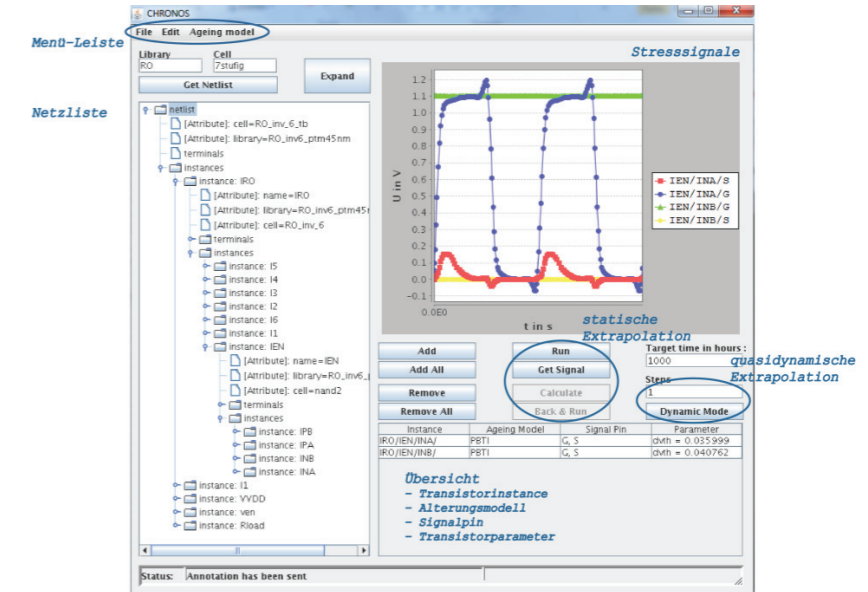 CHRONOS
Menü-Leiste
File Edit Ageing model
Library Cell
RO 7stufig
Get Netlist
Expand
Netzliste
netlist
[Attribute]: cell=RO_inv_6_tb
[Attribute]: library=RO_inv6_ptm45nm
terminals
instances
instance: IRO
[Attribute]: name=IRO
[Attribute]: library=RO_inv6_ptm45r
[Attribute]: cell=RO_inv_6
terminals
instances
instance: I5
instance: I4
instance: I3
instance: I2
instance: I6
instance: I1
instance: IEN
[Attribute]: name=IEN
[Attribute]: library=RO_inv6_p
[Attribute]: cell=nand2
terminals
instances
instance: IPB
instance: IPA
instance: INB
instance: INA
instance: I1
instance: VVDD
instance: ven
instance: Rload
Stresssignale
1.2
1.1
1.0
0.9
0.8
0.7
0.6
0.5
0.4
0.3
0.2
0.1
0.0
-0.1
U in V
0.0E0
t in s
IEN/INA/S
IEN/INA/G
IEN/INB/G
IEN/INB/S
statische
Extrapolation
Add
Add All
Remove
Remove All
Run
Get Signal
Calculate
Back & Run
Target time in hours :
1000
Steps
1
Dynamic Mode
quasidynamische
Extrapolation
Instance Ageing Model Signal Pin Parameter
IRO/IEN/INA/ PBTI G, S dvth = 0.035999
IRO/IEN/INB/ PBTI G, S dvth = 0.040762
Übersicht
- Transistorinstance
- Alterungsmodell
- Signalpin
- Transistorparameter
Status: Annotation has been sent